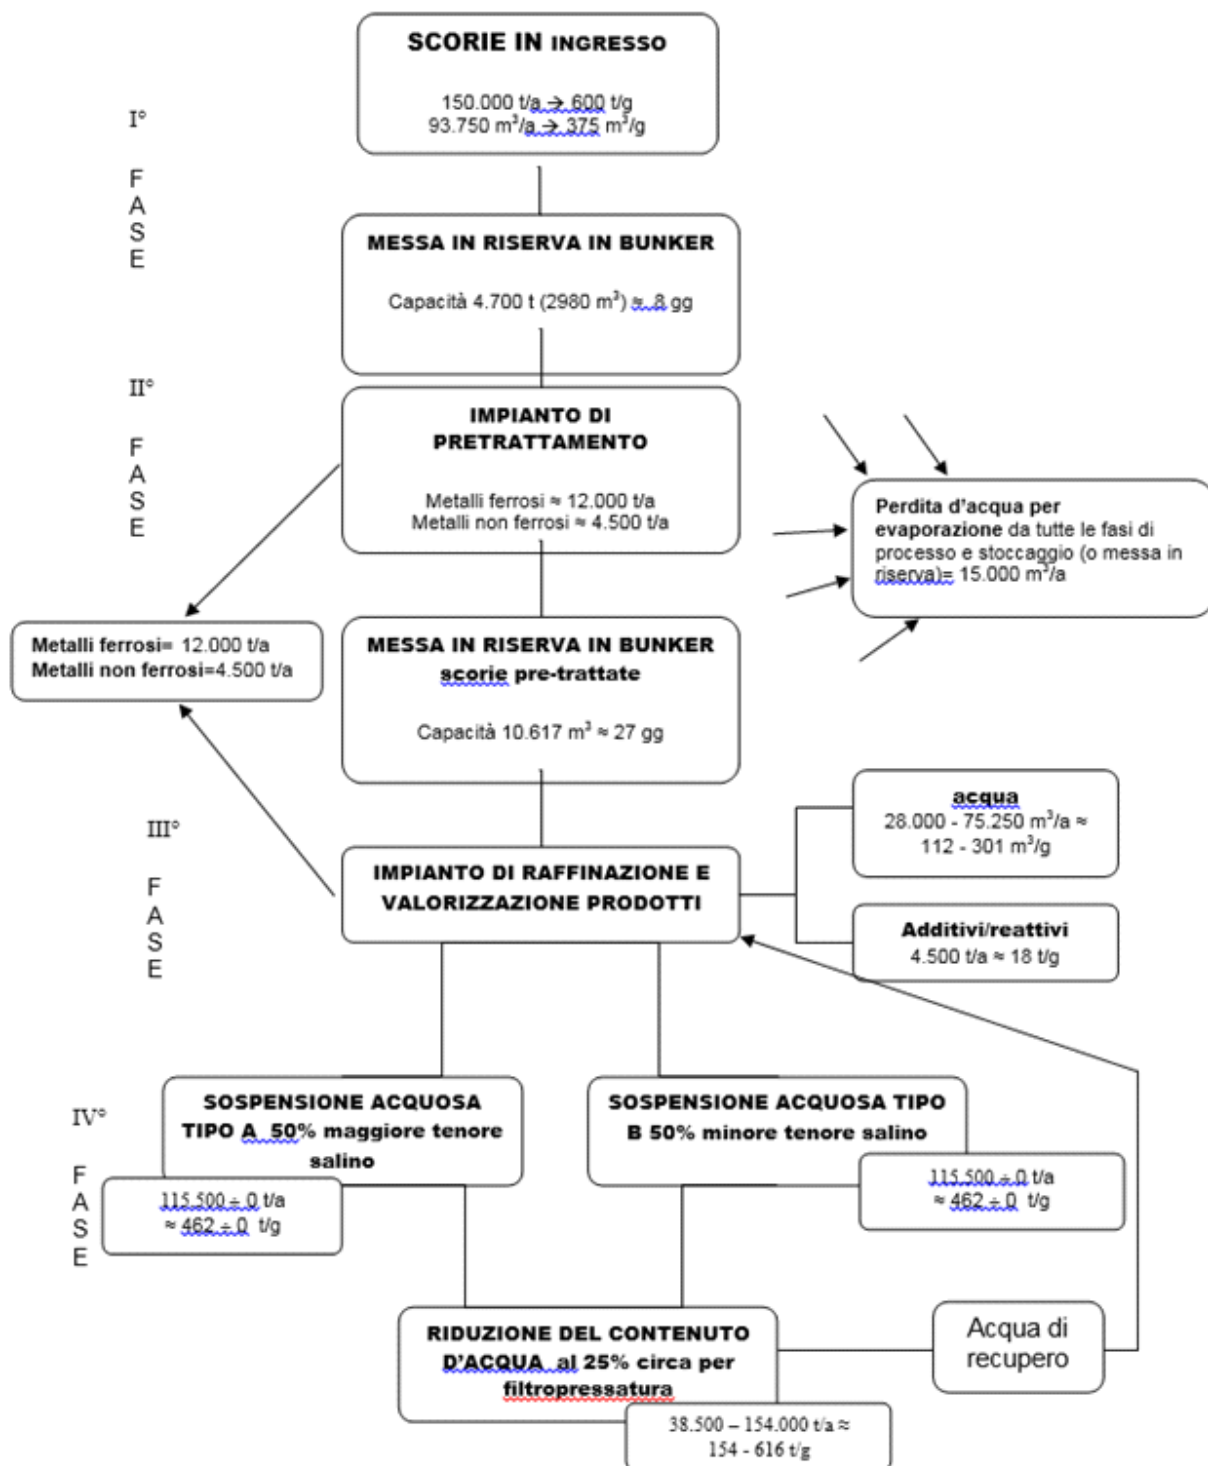 SCORIE IN INGRESSO
150.000 t/a → 600 t/g
93.750 m³/a → 375 m³/g
I°
F
A
S
E
MESSA IN RISERVA IN BUNKER
Capacità 4.700 t (2980 m³) ≈ 8 gg
II°
F
A
S
E
IMPIANTO DI
PRETRATTAMENTO
Metalli ferrosi ≈ 12.000 t/a
Metalli non ferrosi ≈ 4.500 t/a
Perdita d'acqua per
evaporazione da tutte le fasi di
processo e stoccaggio (o messa in
riserva)= 15.000 m³/a
Metalli ferrosi= 12.000 t/a
Metalli non ferrosi=4.500 t/a
MESSA IN RISERVA IN BUNKER
scorie pre-trattate
Capacità 10.617 m³ ≈ 27 gg
III°
F
A
S
E
IMPIANTO DI RAFFINAZIONE E
VALORIZZAZIONE PRODOTTI
acqua
28.000 - 75.250 m³/a ≈
112 - 301 m³/g
Additivi/reattivi
4.500 t/a ≈ 18 t/g
IV°
F
A
S
E
SOSPENSIONE ACQUOSA
TIPO A 50% maggiore tenore
salino
115.500 ÷ 0 t/a
≈ 462 ÷ 0 t/g
SOSPENSIONE ACQUOSA TIPO
B 50% minore tenore salino
115.500 ÷ 0 t/a
≈ 462 ÷ 0 t/g
RIDUZIONE DEL CONTENUTO
D'ACQUA al 25% circa per
filtropressatura
38.500 – 154.000 t/a ≈
154 - 616 t/g
Acqua di
recupero